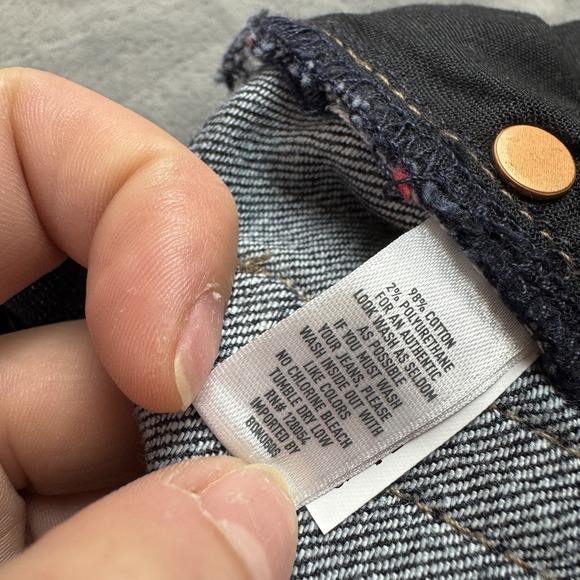 98% COTTON
2% POLYURETHANE
FOR AN AUTHENTIC
LOOK WASH AS SELDOM
AS POSSIBLE
IF YOU MUST WASH
YOUR JEANS, PLEASE
WASH INSIDE OUT WITH
LIKE COLORS
NO CHLORINE BLEACH
TUMBLE DRY LOW
RN# 128054
IMPORTED BY
BONOBOS